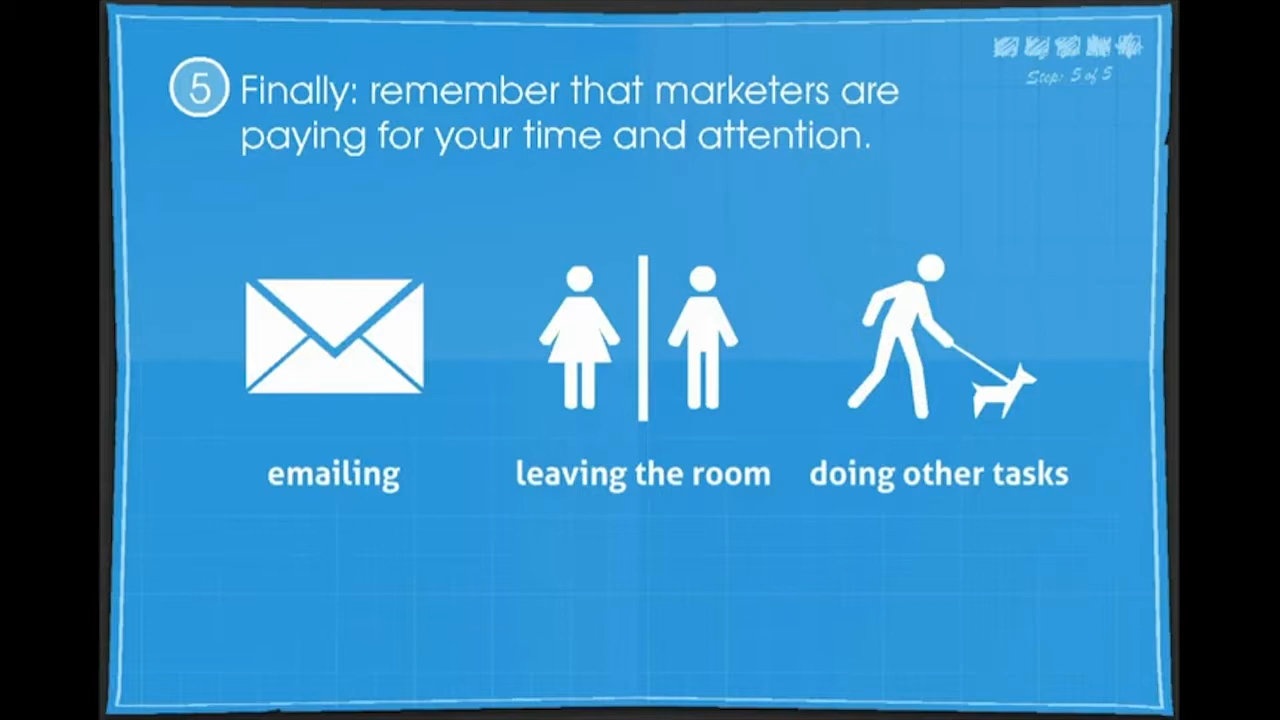 Step: 5 of 5
5 Finally: remember that marketers are
paying for your time and attention.
emailing
leaving the room
doing other tasks